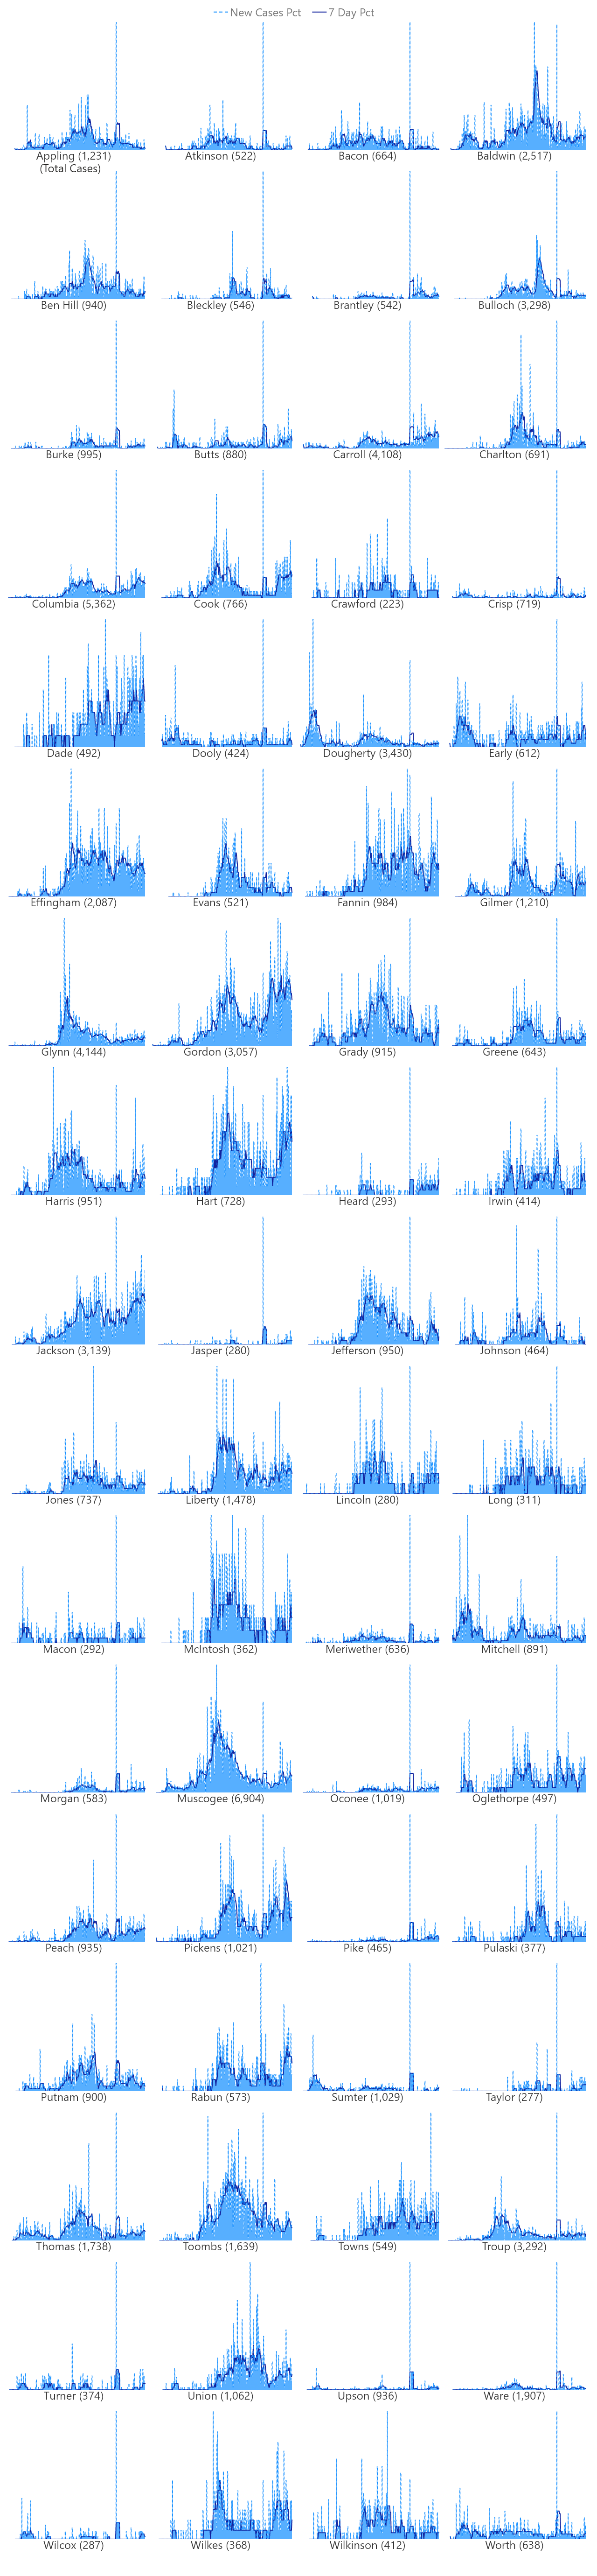 New Cases Pct 7 Day Pct
Appling (1,231) Atkinson (522) Bacon (664) Baldwin (2,517)
(Total Cases)
Ben Hill (940) Bleckley (546) Brantley (542) Bulloch (3,298)
Burke (995) Butts (880) Carroll (4,108) Charlton (691)
Columbia (5,362) Cook (766) Crawford (223) Crisp (719)
Dade (492) Dooly (424) Dougherty (3,430) Early (612)
Effingham (2,087) Evans (521) Fannin (984) Gilmer (1,210)
Glynn (4,144) Gordon (3,057) Grady (915) Greene (643)
Harris (951) Hart (728) Heard (293) Irwin (414)
Jackson (3,139) Jasper (280) Jefferson (950) Johnson (464)
Jones (737) Liberty (1,478) Lincoln (280) Long (311)
Macon (292) McIntosh (362) Meriwether (636) Mitchell (891)
Morgan (583) Muscogee (6,904) Oconee (1,019) Oglethorpe (497)
Peach (935) Pickens (1,021) Pike (465) Pulaski (377)
Putnam (900) Rabun (573) Sumter (1,029) Taylor (277)
Thomas (1,738) Toombs (1,639) Towns (549) Troup (3,292)
Turner (374) Union (1,062) Upson (936) Ware (1,907)
Wilcox (287) Wilkes (368) Wilkinson (412) Worth (638)